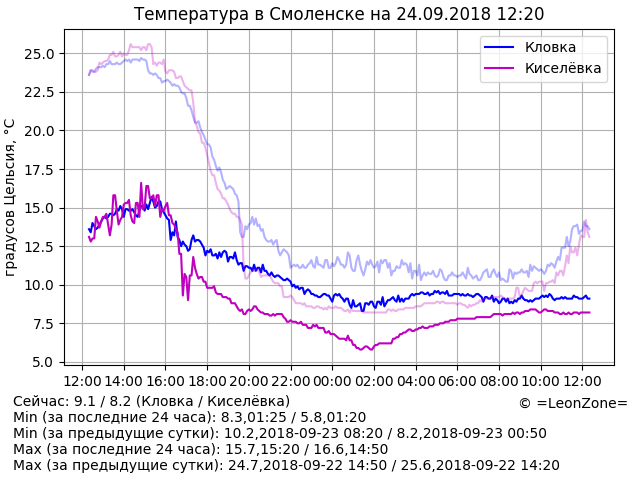 Температура в Смоленске на 24.09.2018 12:20
Кловка
Киселёвка
градусов Цельсия, °C
25.0
22.5
20.0
17.5
15.0
12.5
10.0
7.5
5.0
12:00 14:00 16:00 18:00 20:00 22:00 00:00 02:00 04:00 06:00 08:00 10:00 12:00
Сейчас: 9.1 / 8.2 (Кловка / Киселёвка)
© =LeonZone=
Min (за последние 24 часа): 8.3,01:25 / 5.8,01:20
Min (за предыдущие сутки): 10.2,2018-09-23 08:20 / 8.2,2018-09-23 00:50
Max (за последние 24 часа): 15.7,15:20 / 16.6,14:50
Max (за предыдущие сутки): 24.7,2018-09-22 14:50 / 25.6,2018-09-22 14:20